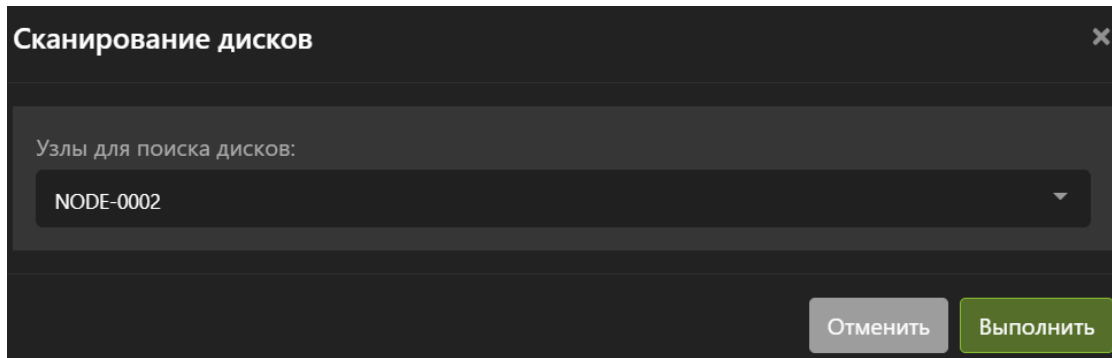 Сканирование дисков
Узлы для поиска дисков:
NODE-0002
Отменить Выполнить